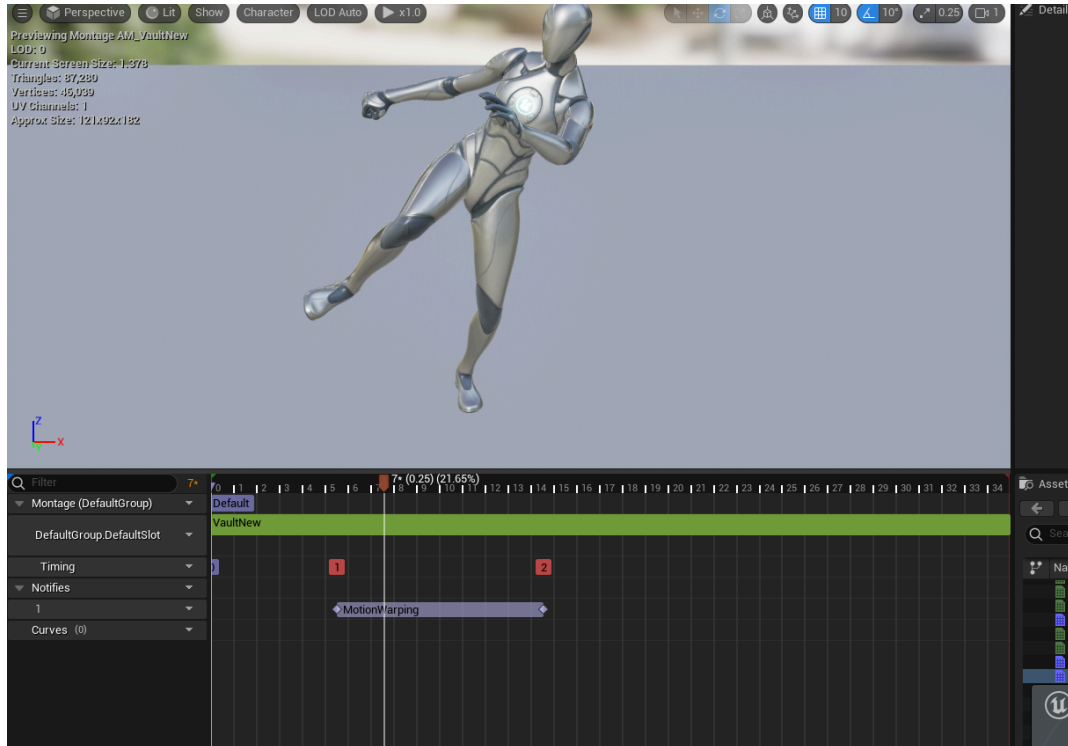 Perspective Lit Show Character LOD Auto x1.0 10 10° 0.25 1 Detail
Previewing Montage AM_VaultNew
LOD: 0
Current Screen Size: 1.378
Triangles: 87,280
Vertices: 46,039
UV Channels: 1
Approx Size: 121x92x182
Z
X
Y
Filter 7*
7* (0.25) (21.65%)
0 1 2 3 4 5 6 7 8 9 10 11 12 13 14 15 16 17 18 19 20 21 22 23 24 25 26 27 28 29 30 31 32 33 34
Asset
Montage (DefaultGroup) Default
VaultNew
DefaultGroup.DefaultSlot
Sea
Timing 1 2
Na
Notifies
1 MotionWarping
Curves (0)